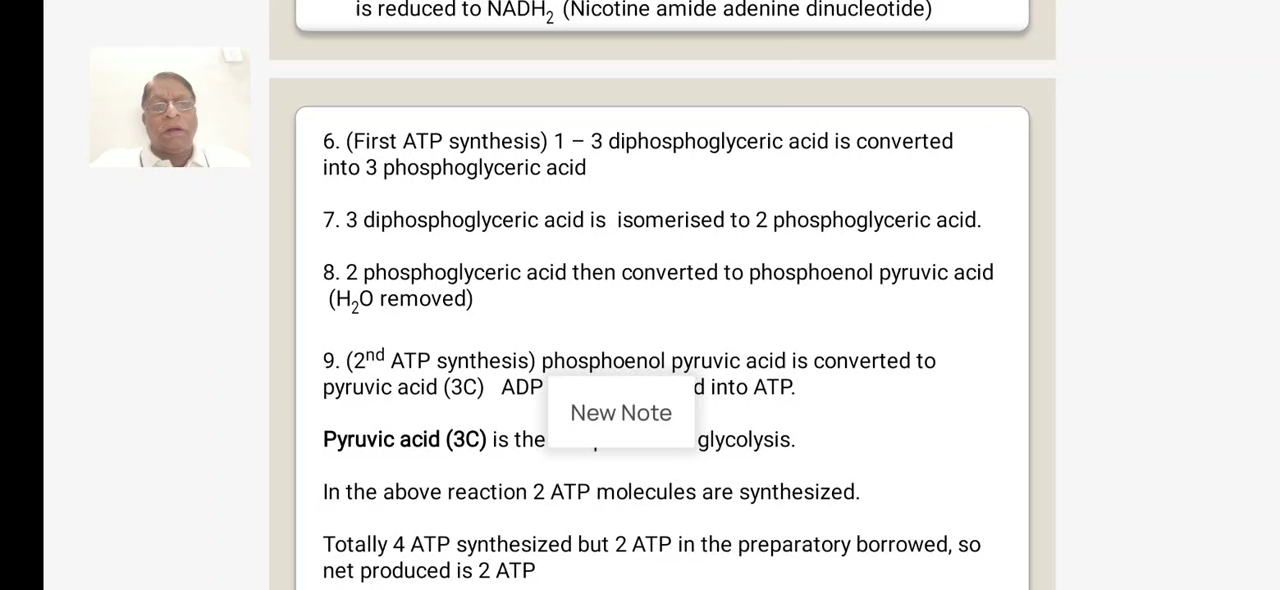 is reduced to NADH₂ (Nicotine amide adenine dinucleotide)
6. (First ATP synthesis) 1 – 3 diphosphoglyceric acid is converted
into 3 phosphoglyceric acid
7. 3 diphosphoglyceric acid is isomerised to 2 phosphoglyceric acid.
8. 2 phosphoglyceric acid then converted to phosphoenol pyruvic acid
(H₂O removed)
9. (2nd ATP synthesis) phosphoenol pyruvic acid is converted to
pyruvic acid (3C) ADP into ATP.
New Note
Pyruvic acid (3C) is the glycolysis.
In the above reaction 2 ATP molecules are synthesized.
Totally 4 ATP synthesized but 2 ATP in the preparatory borrowed, so
net produced is 2 ATP